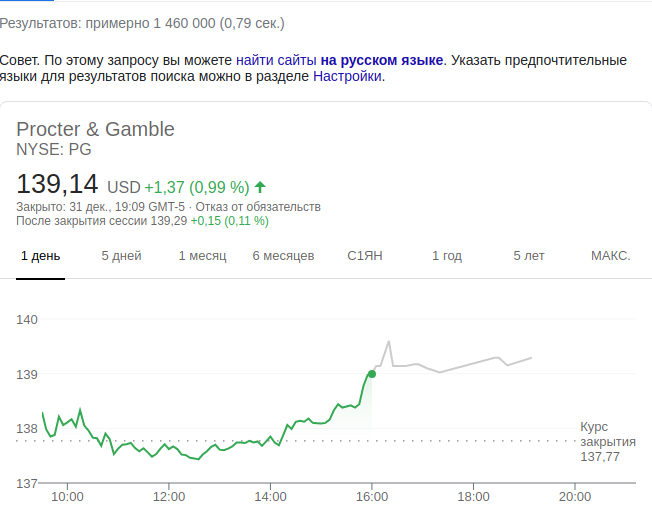 Результатов: примерно 1 460 000 (0,79 сек.)
Совет. По этому запросу вы можете найти сайты на русском языке. Указать предпочтительные
языки для результатов поиска можно в разделе Настройки.
Procter & Gamble
NYSE: PG
139,14 USD +1,37 (0,99 %)
Закрыто: 31 дек., 19:09 GMT-5 · Отказ от обязательств
После закрытия сессии 139,29 +0,15 (0,11 %)
1 день 5 дней 1 месяц 6 месяцев С1ЯН 1 год 5 лет МАКС.
140
139
138
Курс
закрытия
137,77
137
10:00 12:00 14:00 16:00 18:00 20:00